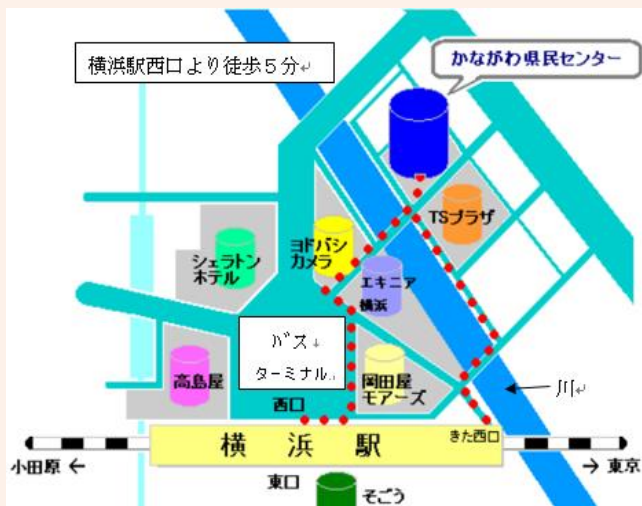 横浜駅西口より徒歩５分↵
かながわ県民センター
TSプラザ
ヨドバシ
カメラ
シェラトン
ホテル
エキニア
横浜
バス↓
ターミナル↵
高島屋
岡田屋
モアーズ
川↵
西口
きた西口
横浜駅
小田原 ←
→ 東京
東口
そごう